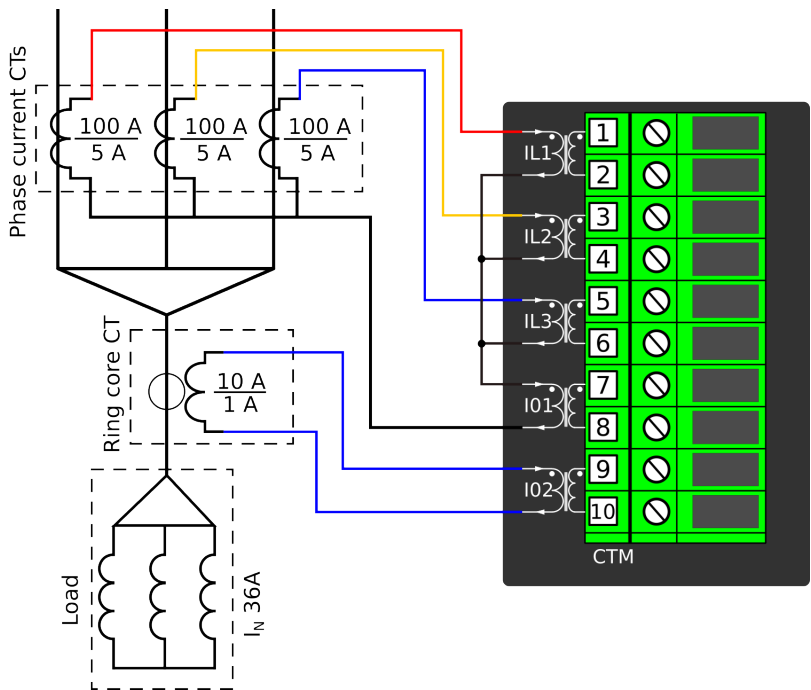 Phase current CTs
100 A
5 A
100 A
5 A
100 A
5 A
IL1
1
2
IL2
3
4
IL3
5
6
I01
7
8
I02
9
10
CTM
Ring core CT
10 A
1 A
Load
IN 36A